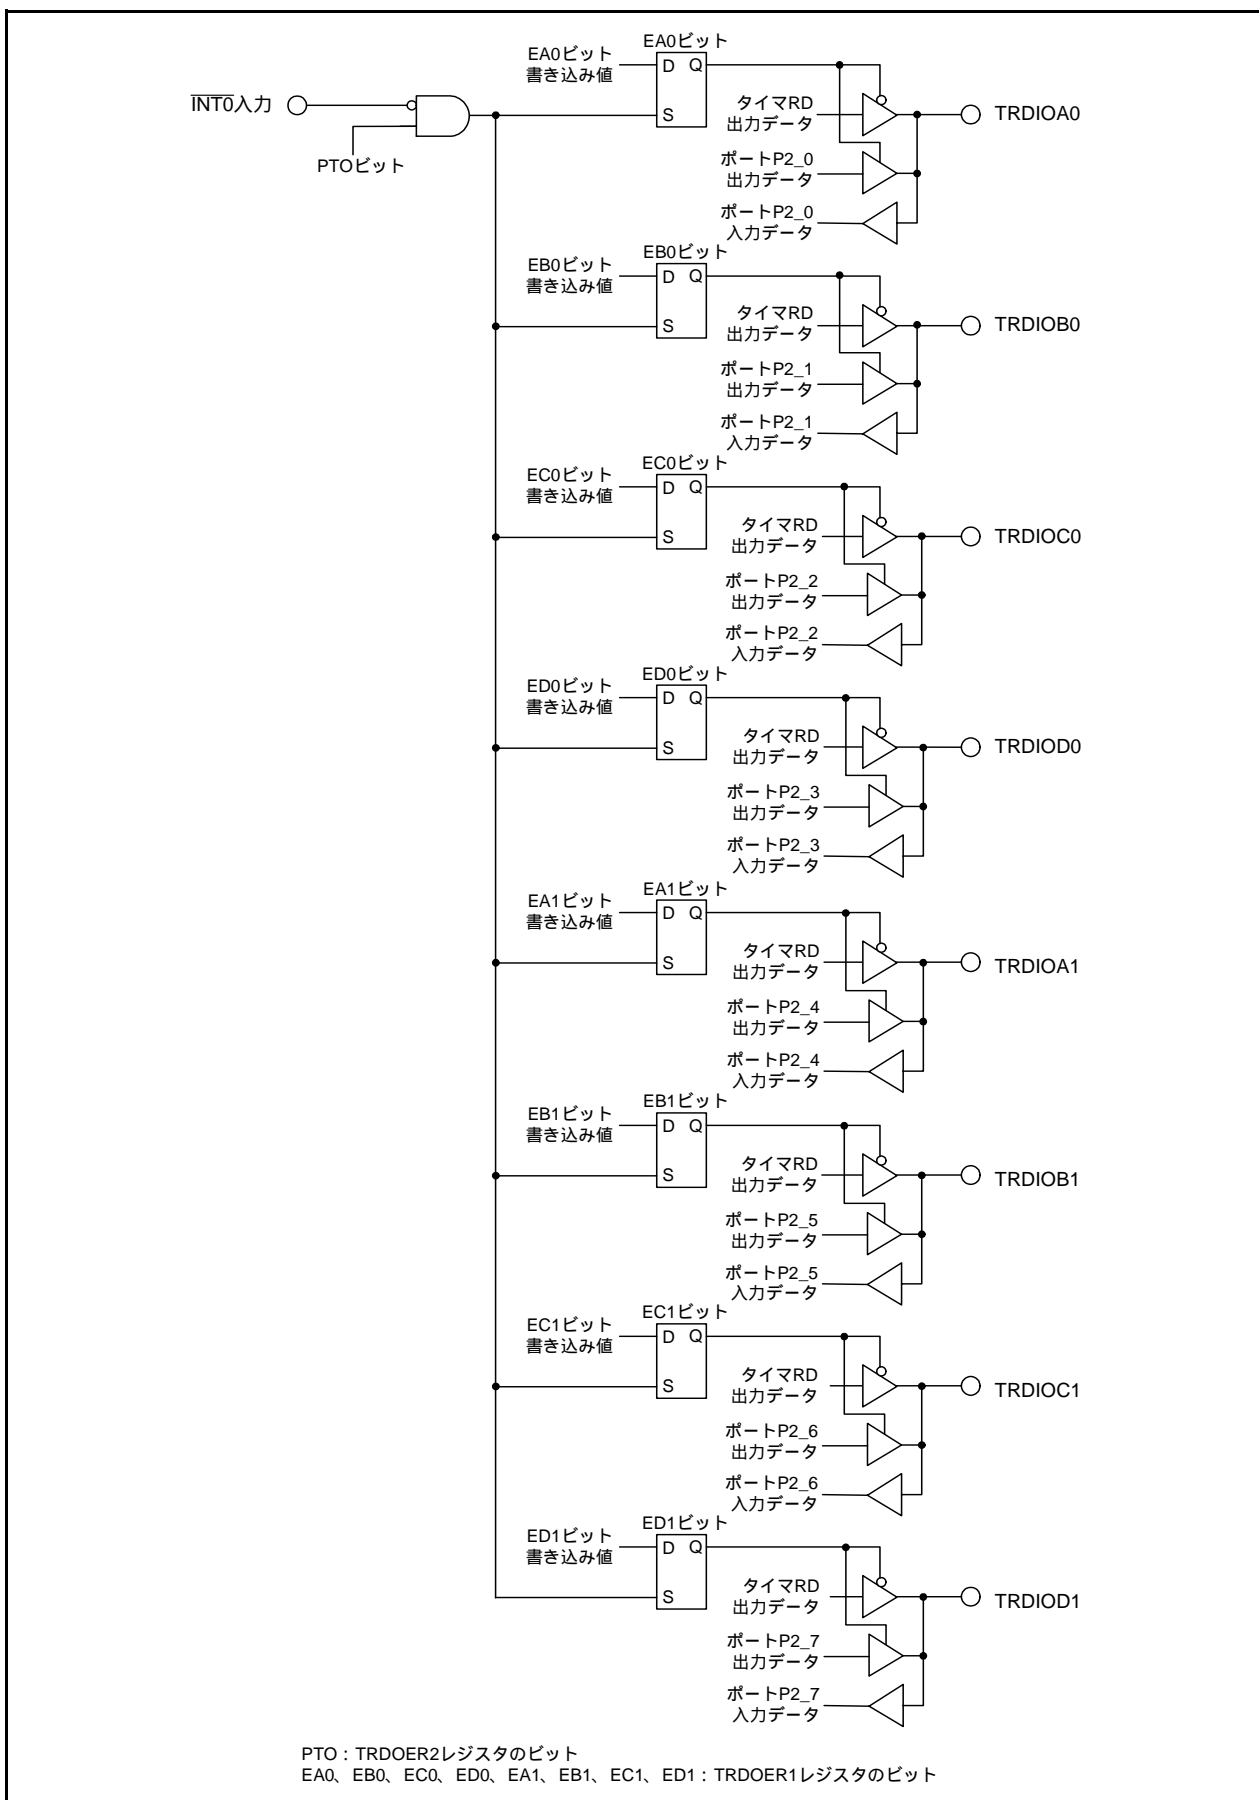 EA0ビット
EA0ビット
書き込み値
D Q
S
INT0入力
PTOビット
タイマRD
出力データ
TRDIOA0
ポートP2_0
出力データ
ポートP2_0
入力データ
EB0ビット
EB0ビット
書き込み値
D Q
S
タイマRD
出力データ
TRDIOB0
ポートP2_1
出力データ
ポートP2_1
入力データ
EC0ビット
EC0ビット
書き込み値
D Q
S
タイマRD
出力データ
TRDIOC0
ポートP2_2
出力データ
ポートP2_2
入力データ
ED0ビット
ED0ビット
書き込み値
D Q
S
タイマRD
出力データ
TRDIOD0
ポートP2_3
出力データ
ポートP2_3
入力データ
EA1ビット
EA1ビット
書き込み値
D Q
S
タイマRD
出力データ
TRDIOA1
ポートP2_4
出力データ
ポートP2_4
入力データ
EB1ビット
EB1ビット
書き込み値
D Q
S
タイマRD
出力データ
TRDIOB1
ポートP2_5
出力データ
ポートP2_5
入力データ
EC1ビット
EC1ビット
書き込み値
D Q
S
タイマRD
出力データ
TRDIOC1
ポートP2_6
出力データ
ポートP2_6
入力データ
ED1ビット
ED1ビット
書き込み値
D Q
S
タイマRD
出力データ
TRDIOD1
ポートP2_7
出力データ
ポートP2_7
入力データ
PTO：TRDOER2レジスタのビット
EA0、EB0、EC0、ED0、EA1、EB1、EC1、ED1：TRDOER1レジスタのビット